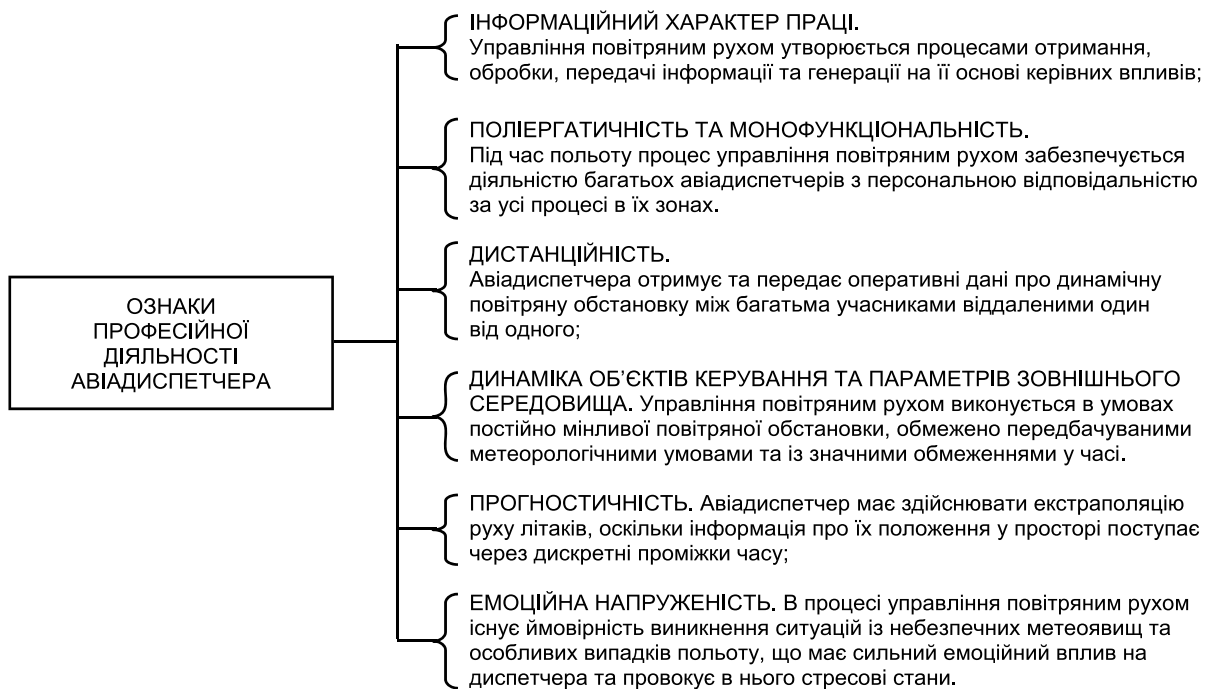 ІНФОРМАЦІЙНИЙ ХАРАКТЕР ПРАЦІ.
Управління повітряним рухом утворюється процесами отримання,
обробки, передачі інформації та генерації на її основі керівних впливів;
ПОЛІЕРГАТИЧНІСТЬ ТА МОНОФУНКЦІОНАЛЬНІСТЬ.
Під час польоту процес управління повітряним рухом забезпечується
діяльністю багатьох авіадиспетчерів з персональною відповідальністю
за усі процесі в їх зонах.
ДИСТАНЦІЙНІСТЬ.
Авіадиспетчера отримує та передає оперативні дані про динамічну
повітряну обстановку між багатьма учасниками віддаленими один
від одного;
ОЗНАКИ
ПРОФЕСІЙНОЇ
ДІЯЛЬНОСТІ
АВІАДИСПЕТЧЕРА
ДИНАМІКА ОБ’ЄКТІВ КЕРУВАННЯ ТА ПАРАМЕТРІВ ЗОВНІШНЬОГО
СЕРЕДОВИЩА. Управління повітряним рухом виконується в умовах
постійно мінливої повітряної обстановки, обмежено передбачуваними
метеорологічними умовами та із значними обмеженнями у часі.
ПРОГНОСТИЧНІСТЬ. Авіадиспетчер має здійснювати екстраполяцію
руху літаків, оскільки інформація про їх положення у просторі поступає
через дискретні проміжки часу;
ЕМОЦІЙНА НАПРУЖЕНІСТЬ. В процесі управління повітряним рухом
існує ймовірність виникнення ситуацій із небезпечних метеоявищ та
особливих випадків польоту, що має сильний емоційний вплив на
диспетчера та провокує в нього стресові стани.